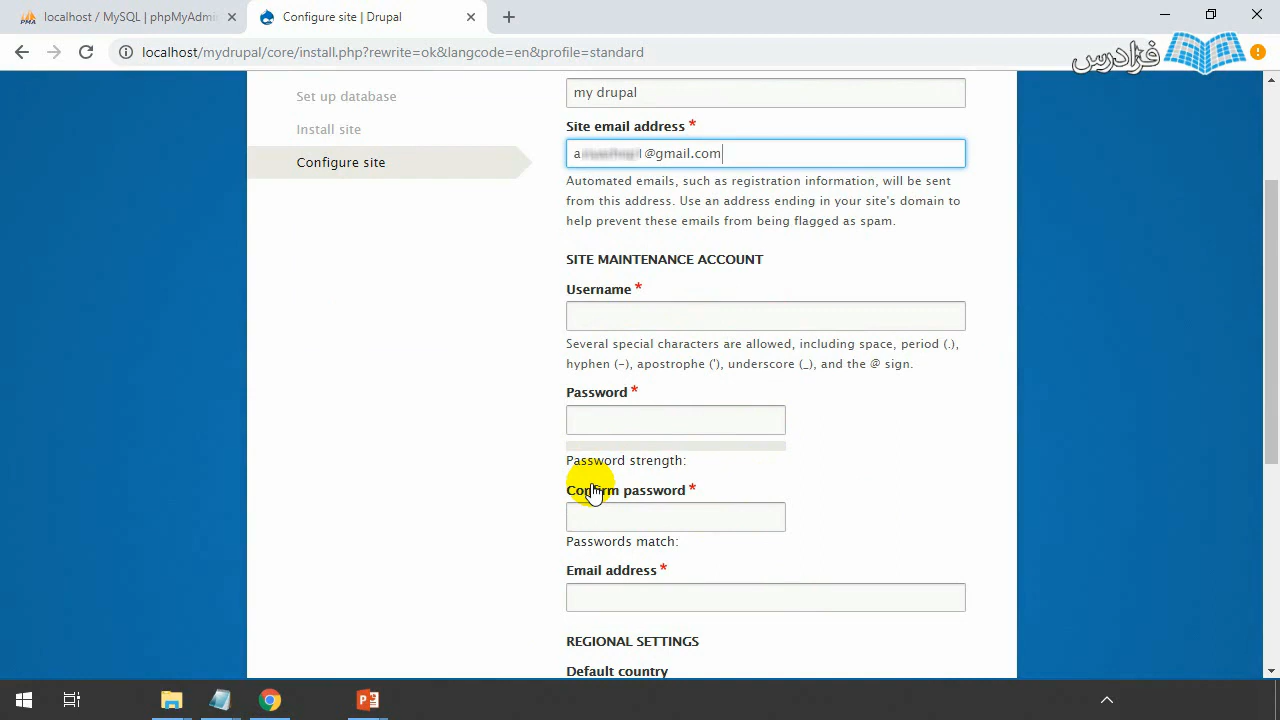 localhost / MySQL | phpMyAdmin
Configure site | Drupal
localhost/mydrupal/core/install.php?rewrite=ok&langcode=en&profile=standard
فرادرس
Set up database
Install site
Configure site
my drupal
Site email address *
@gmail.com
Automated emails, such as registration information, will be sent
from this address. Use an address ending in your site's domain to
help prevent these emails from being flagged as spam.
SITE MAINTENANCE ACCOUNT
Username *
Several special characters are allowed, including space, period (.),
hyphen (-), apostrophe ('), underscore (_), and the @ sign.
Password *
Password strength:
Confirm password *
Passwords match:
Email address *
REGIONAL SETTINGS
Default country